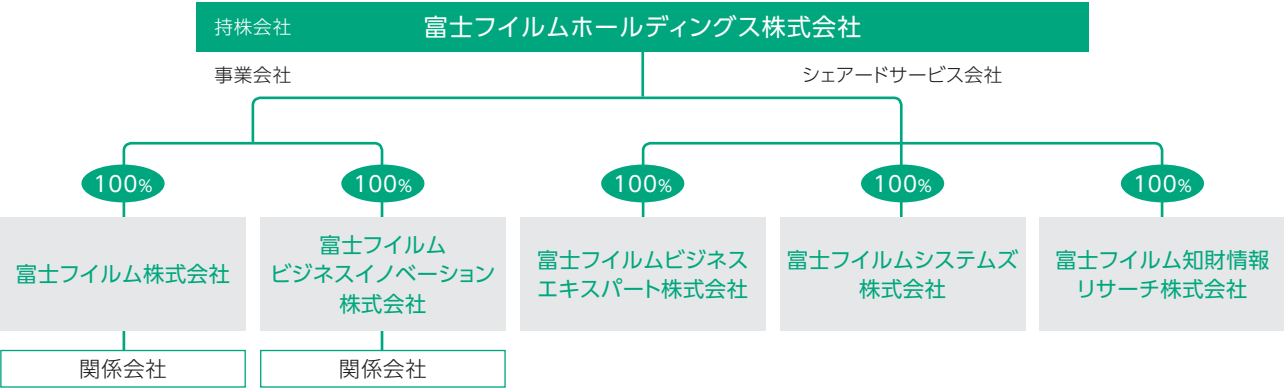 持株会社 富士フイルムホールディングス株式会社
事業会社
シェアードサービス会社
100%
100%
100%
100%
100%
富士フイルム株式会社
富士フイルム
ビジネスイノベーション
株式会社
富士フイルムビジネス
エキスパート株式会社
富士フイルムシステムズ
株式会社
富士フイルム知財情報
リサーチ株式会社
関係会社
関係会社